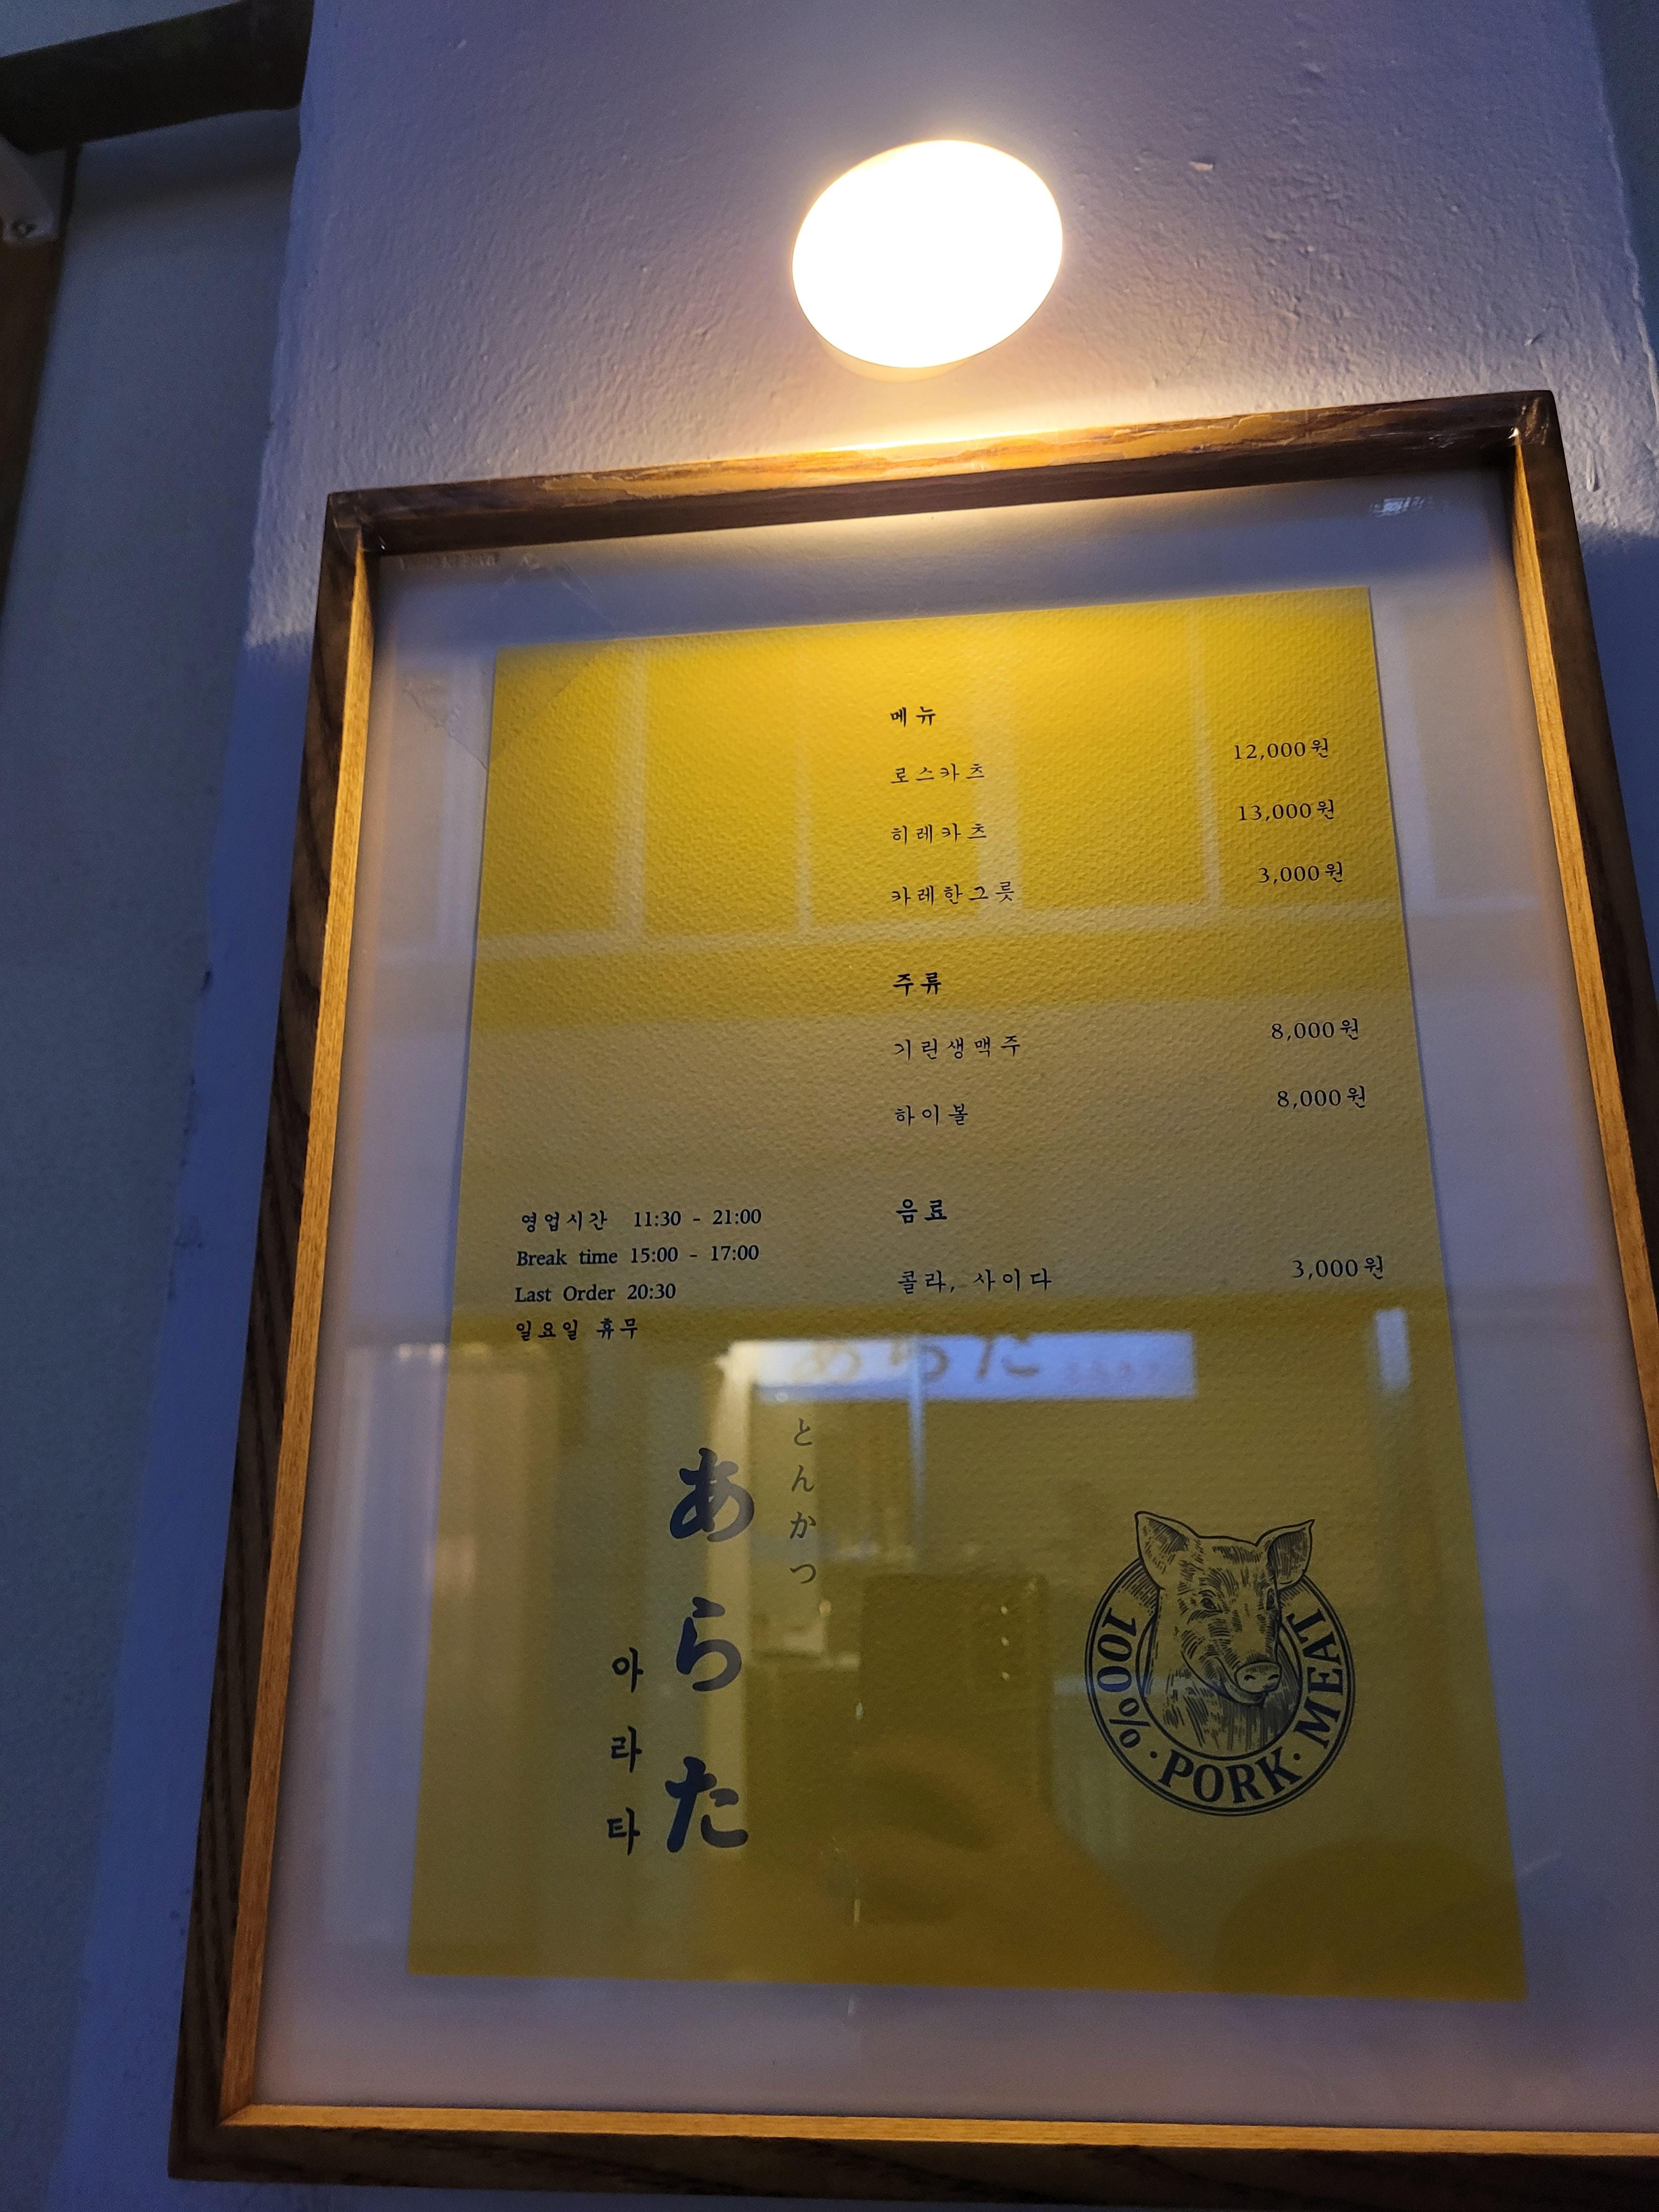 메뉴
로스카츠 12,000원
히레카츠 13,000원
카레한그릇 3,000원
주류
기린생맥주 8,000원
하이볼 8,000원
음료
콜라, 사이다 3,000원
영업시간 11:30 - 21:00
Break time 15:00 - 17:00
Last Order 20:30
일요일 휴무
とんかつ
あらた
아라타
100% · PORK · MEAT
あらた